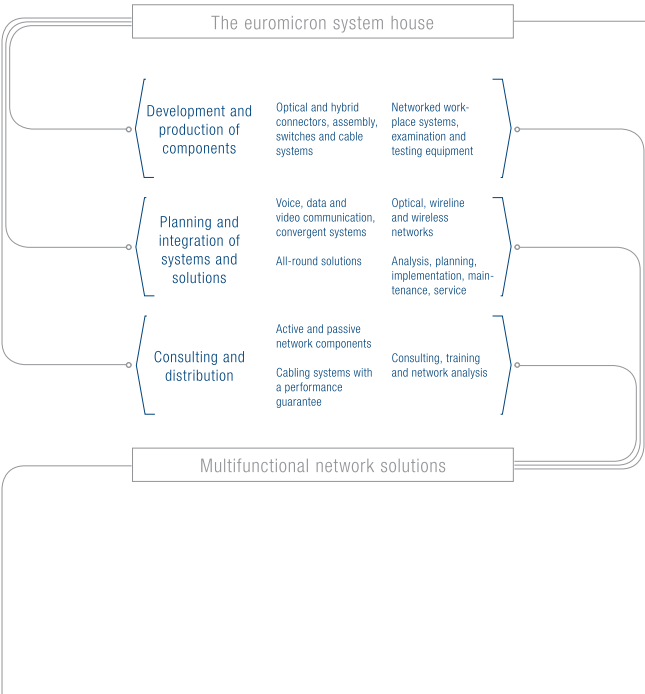 The euromicron system house
Development and
production of
components
Optical and hybrid
connectors, assembly,
switches and cable
systems
Networked work-
place systems,
examination and
testing equipment
Planning and
integration of
systems and
solutions
Voice, data and
video communication,
convergent systems
All-round solutions
Optical, wireline
and wireless
networks
Analysis, planning,
implementation, main-
tenance, service
Consulting and
distribution
Active and passive
network components
Cabling systems with
a performance
guarantee
Consulting, training
and network analysis
Multifunctional network solutions